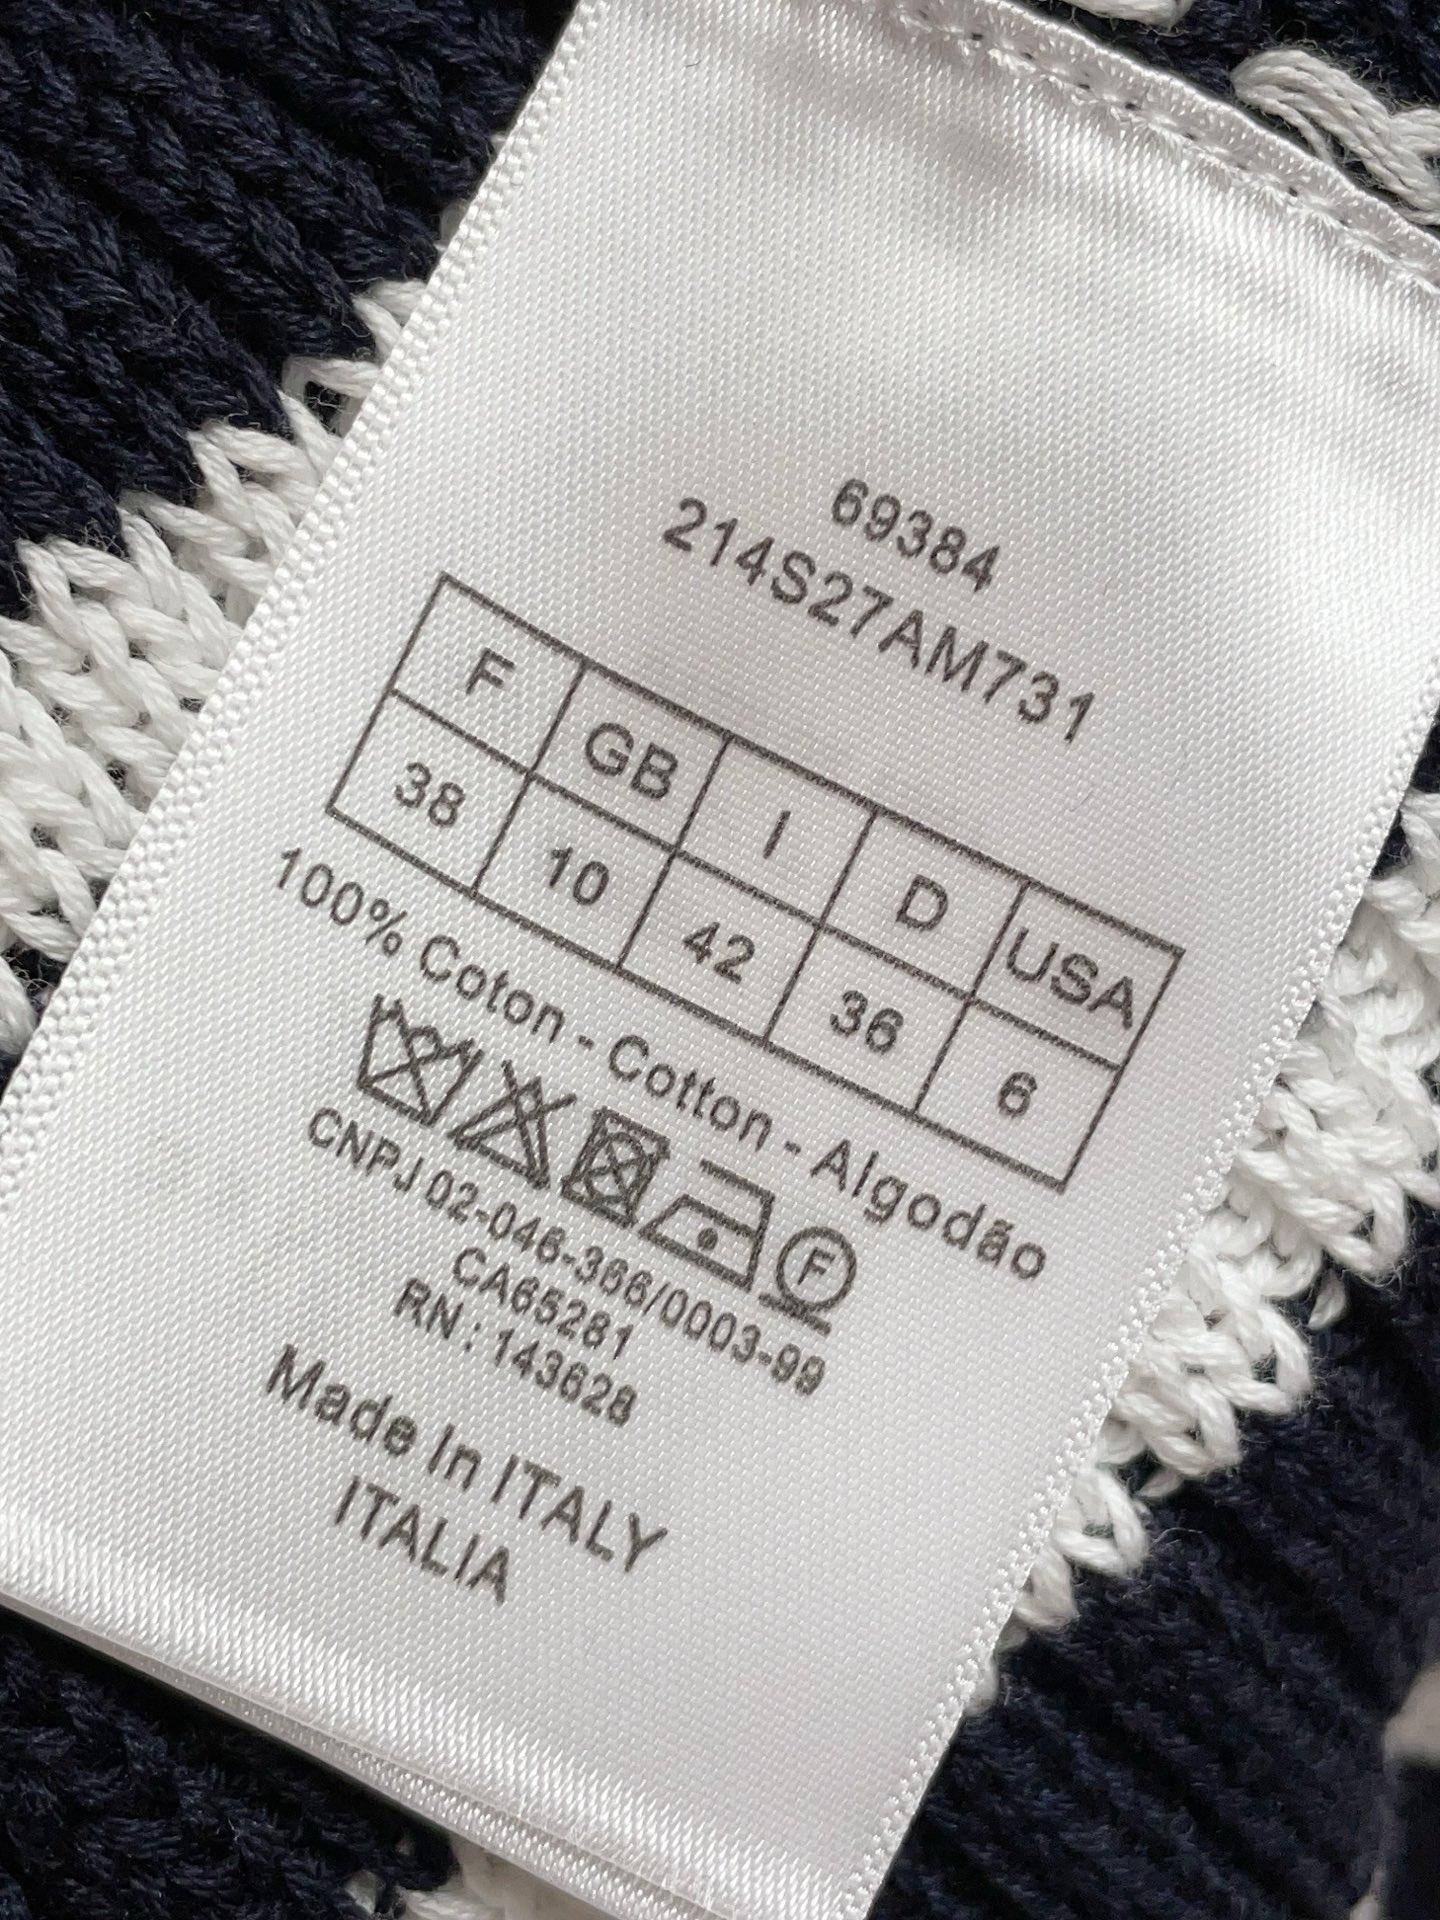 69384
214S27AM731
F GB I D USA
38 10 42 36 6
100% Coton - Cotton - Algodão
F
CNPJ 02-046-366/0003-99
CA65281
RN : 143628
Made In ITALY
ITALIA